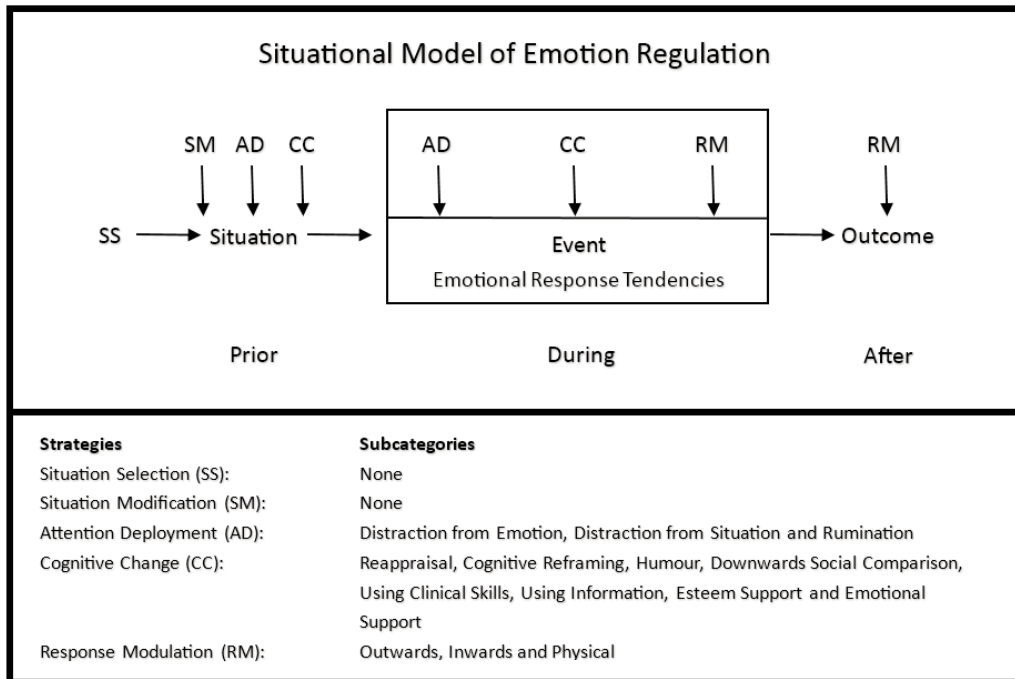 Situational Model of Emotion Regulation
SM AD CC AD CC RM RM
SS Situation Event Outcome
Emotional Response Tendencies
Prior During After
Strategies Subcategories
Situation Selection (SS): None
Situation Modification (SM): None
Attention Deployment (AD): Distraction from Emotion, Distraction from Situation and Rumination
Cognitive Change (CC): Reappraisal, Cognitive Reframing, Humour, Downwards Social Comparison,
Using Clinical Skills, Using Information, Esteem Support and Emotional
Support
Response Modulation (RM): Outwards, Inwards and Physical